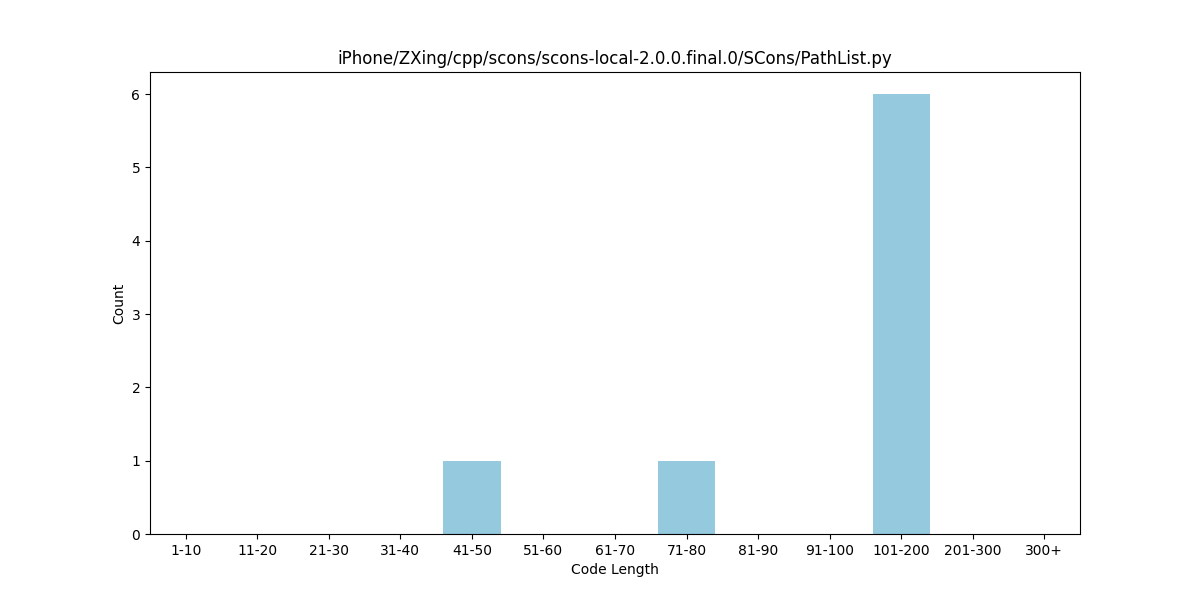 iPhone/ZXing/cpp/scons/scons-local-2.0.0.final.0/SCons/PathList.py
6
5
4
3
2
1
0
Count
1-10 11-20 21-30 31-40 41-50 51-60 61-70 71-80 81-90 91-100 101-200 201-300 300+
Code Length